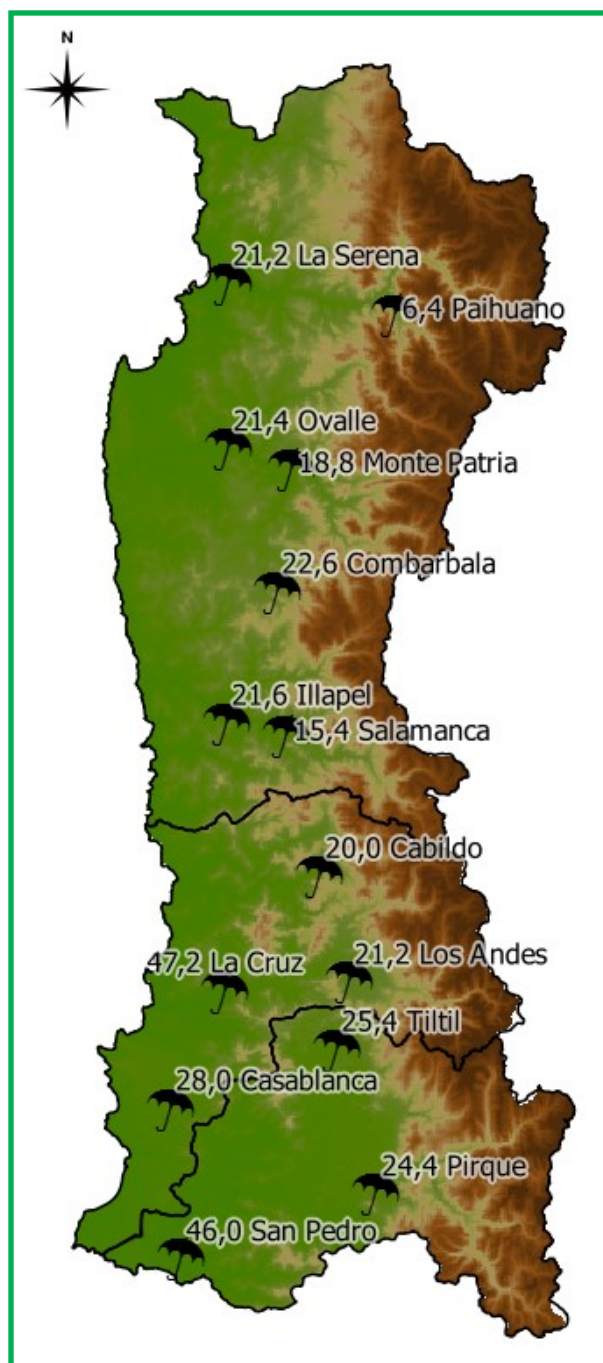 N
21,2 La Serena
6,4 Paihuano
21,4 Ovalle
18,8 Monte Patria
22,6 Combarbala
21,6 Illapel
15,4 Salamanca
20,0 Cabildo
47,2 La Cruz
21,2 Los Andes
25,4 Tiltil
28,0 Casablanca
24,4 Pirque
46,0 San Pedro